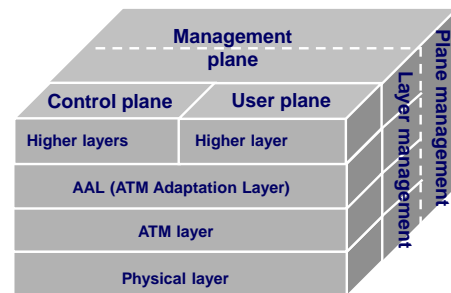 Management
plane
Control plane
User plane
Higher layers
Higher layer
AAL (ATM Adaptation Layer)
ATM layer
Physical layer
Layer management
Plane management